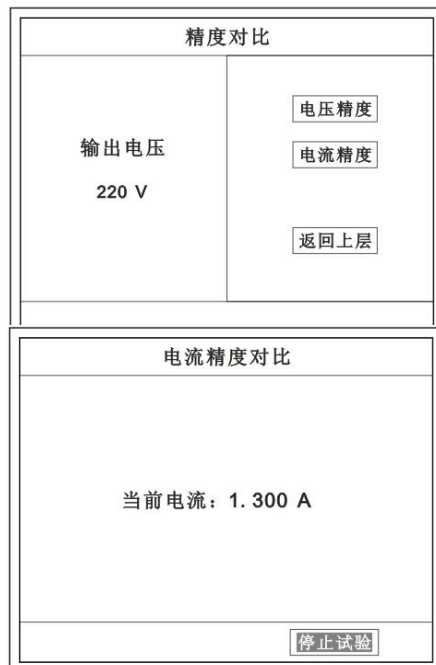 精度对比
输出电压
220 V
电压精度
电流精度
返回上层
电流精度对比
当前电流：1.300 A
停止试验